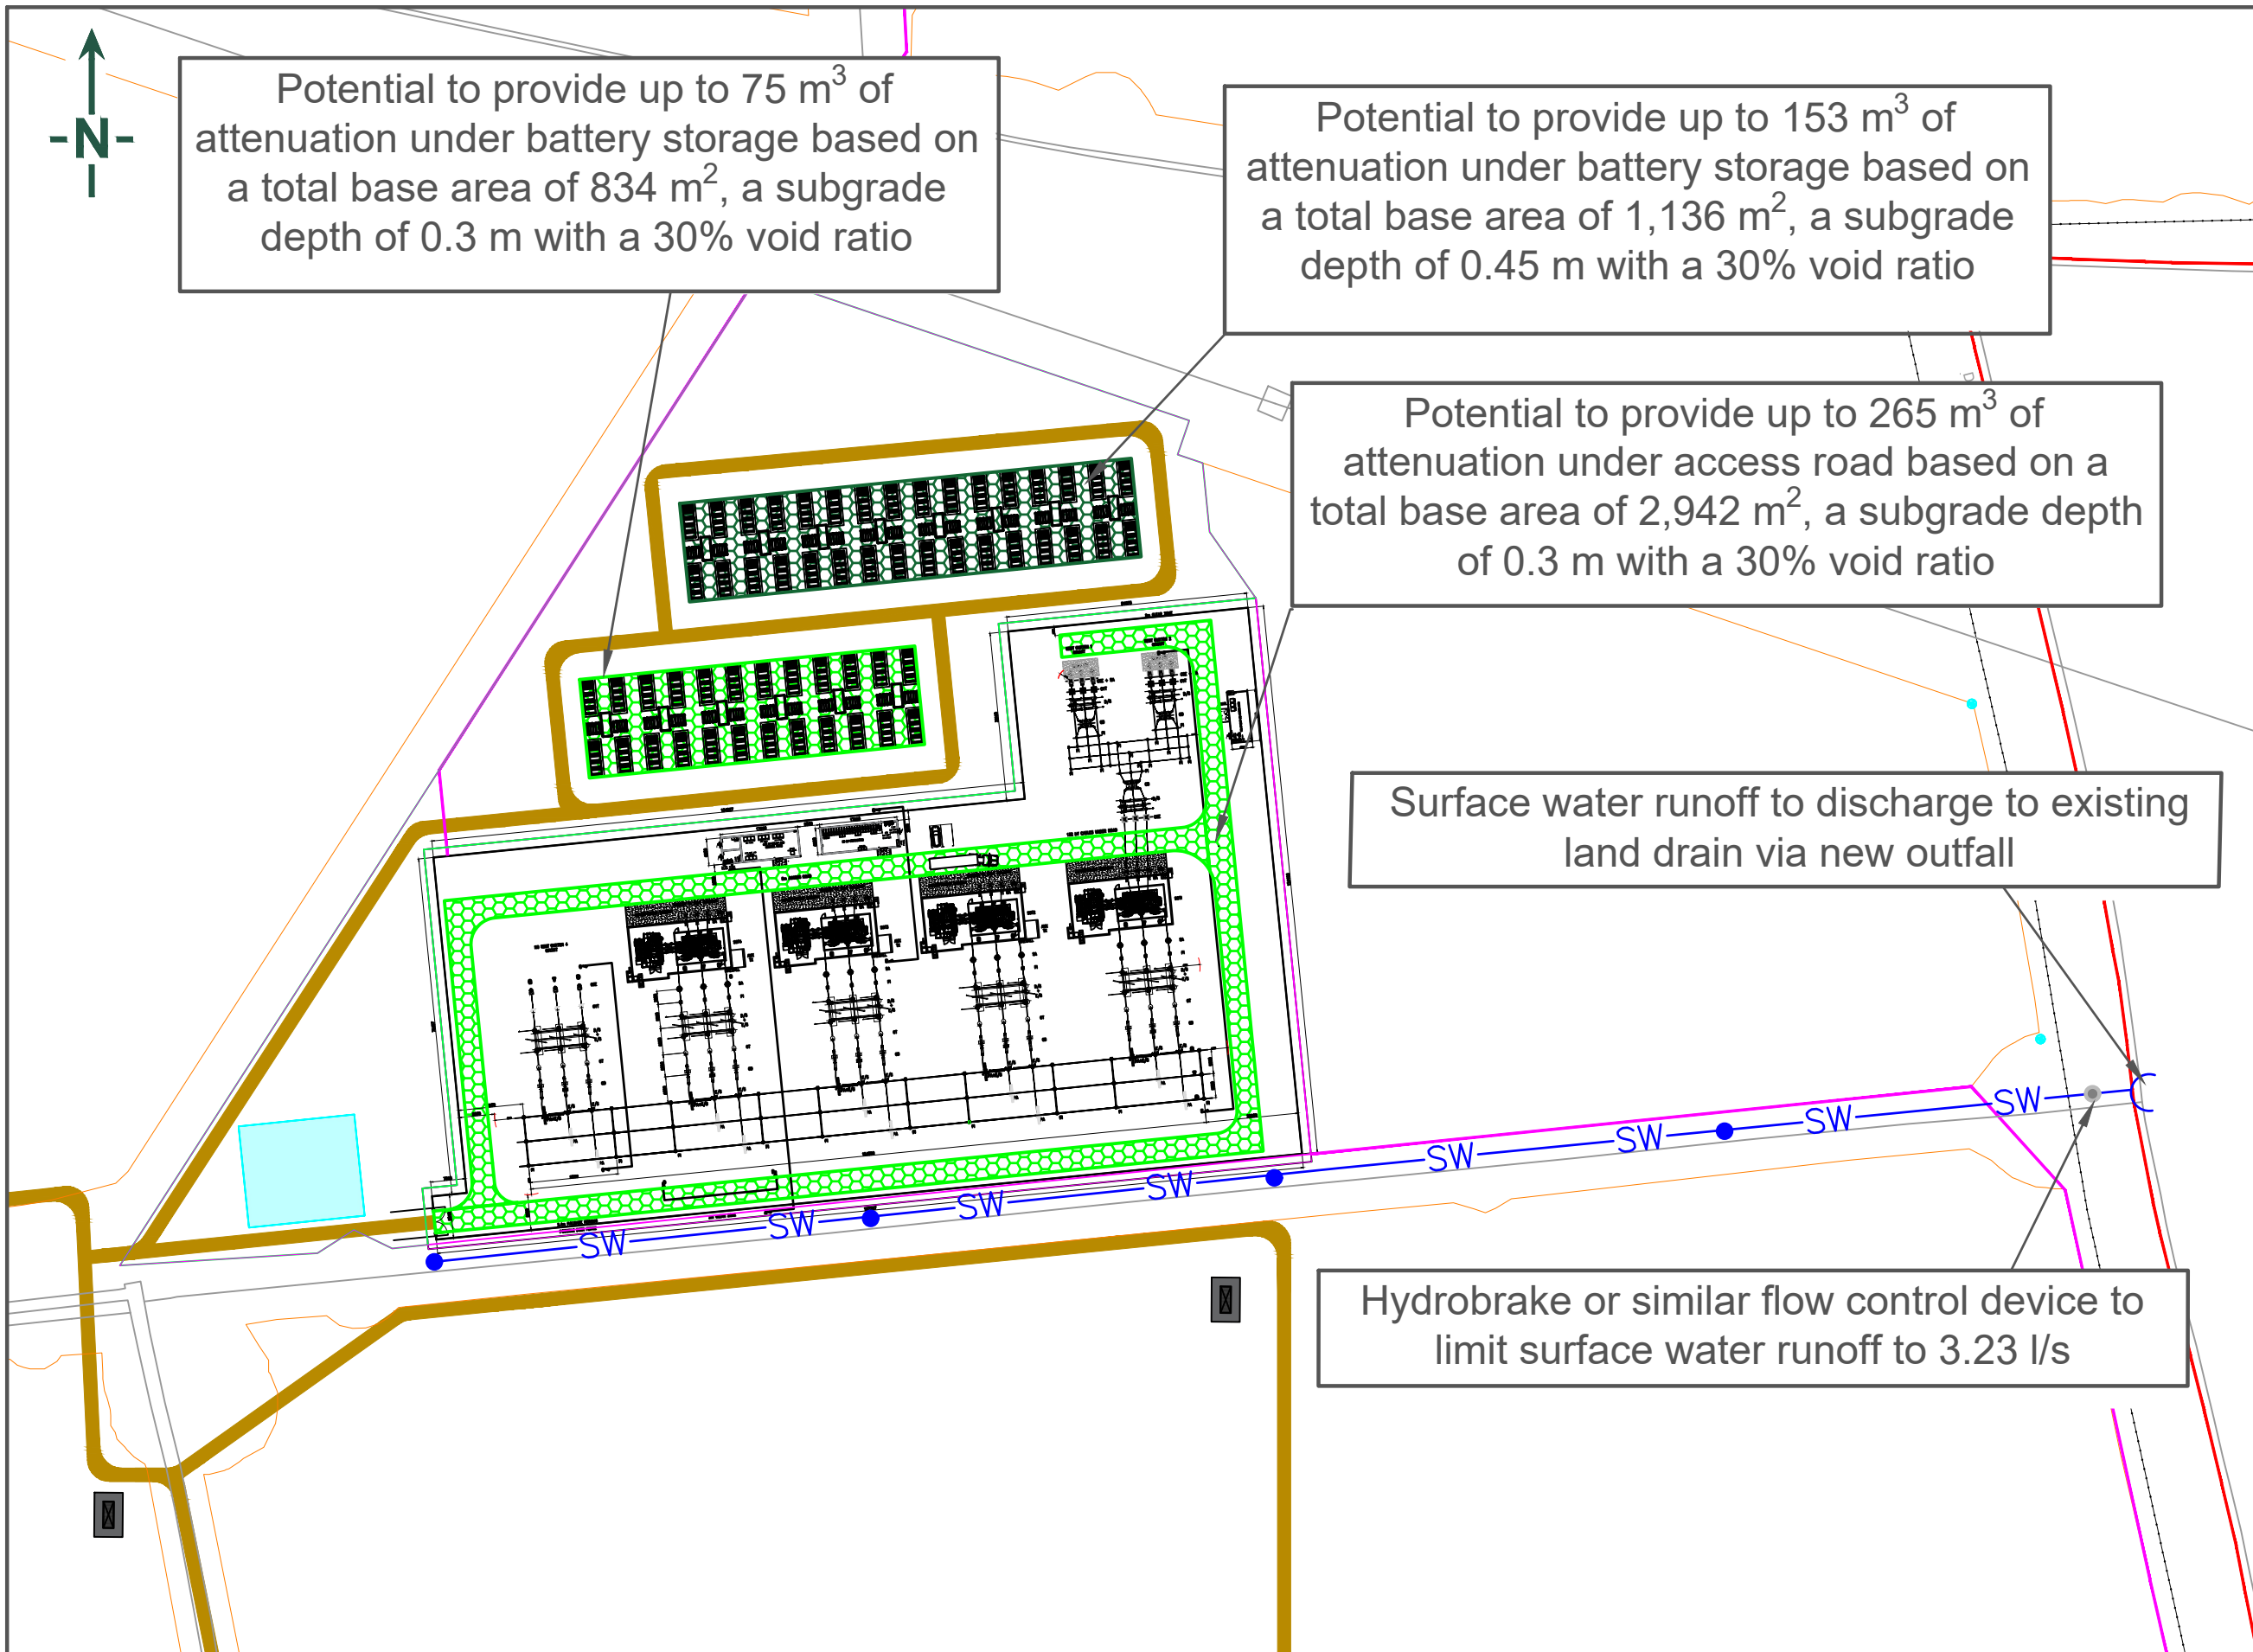 N
Potential to provide up to 75 m³ of
attenuation under battery storage based on
a total base area of 834 m², a subgrade
depth of 0.3 m with a 30% void ratio
Potential to provide up to 153 m³ of
attenuation under battery storage based on
a total base area of 1,136 m², a subgrade
depth of 0.45 m with a 30% void ratio
Potential to provide up to 265 m³ of
attenuation under access road based on a
total base area of 2,942 m², a subgrade depth
of 0.3 m with a 30% void ratio
Surface water runoff to discharge to existing
land drain via new outfall
SW
SW
SW
SW
SW
SW
SW
SW
Hydrobrake or similar flow control device to
limit surface water runoff to 3.23 l/s